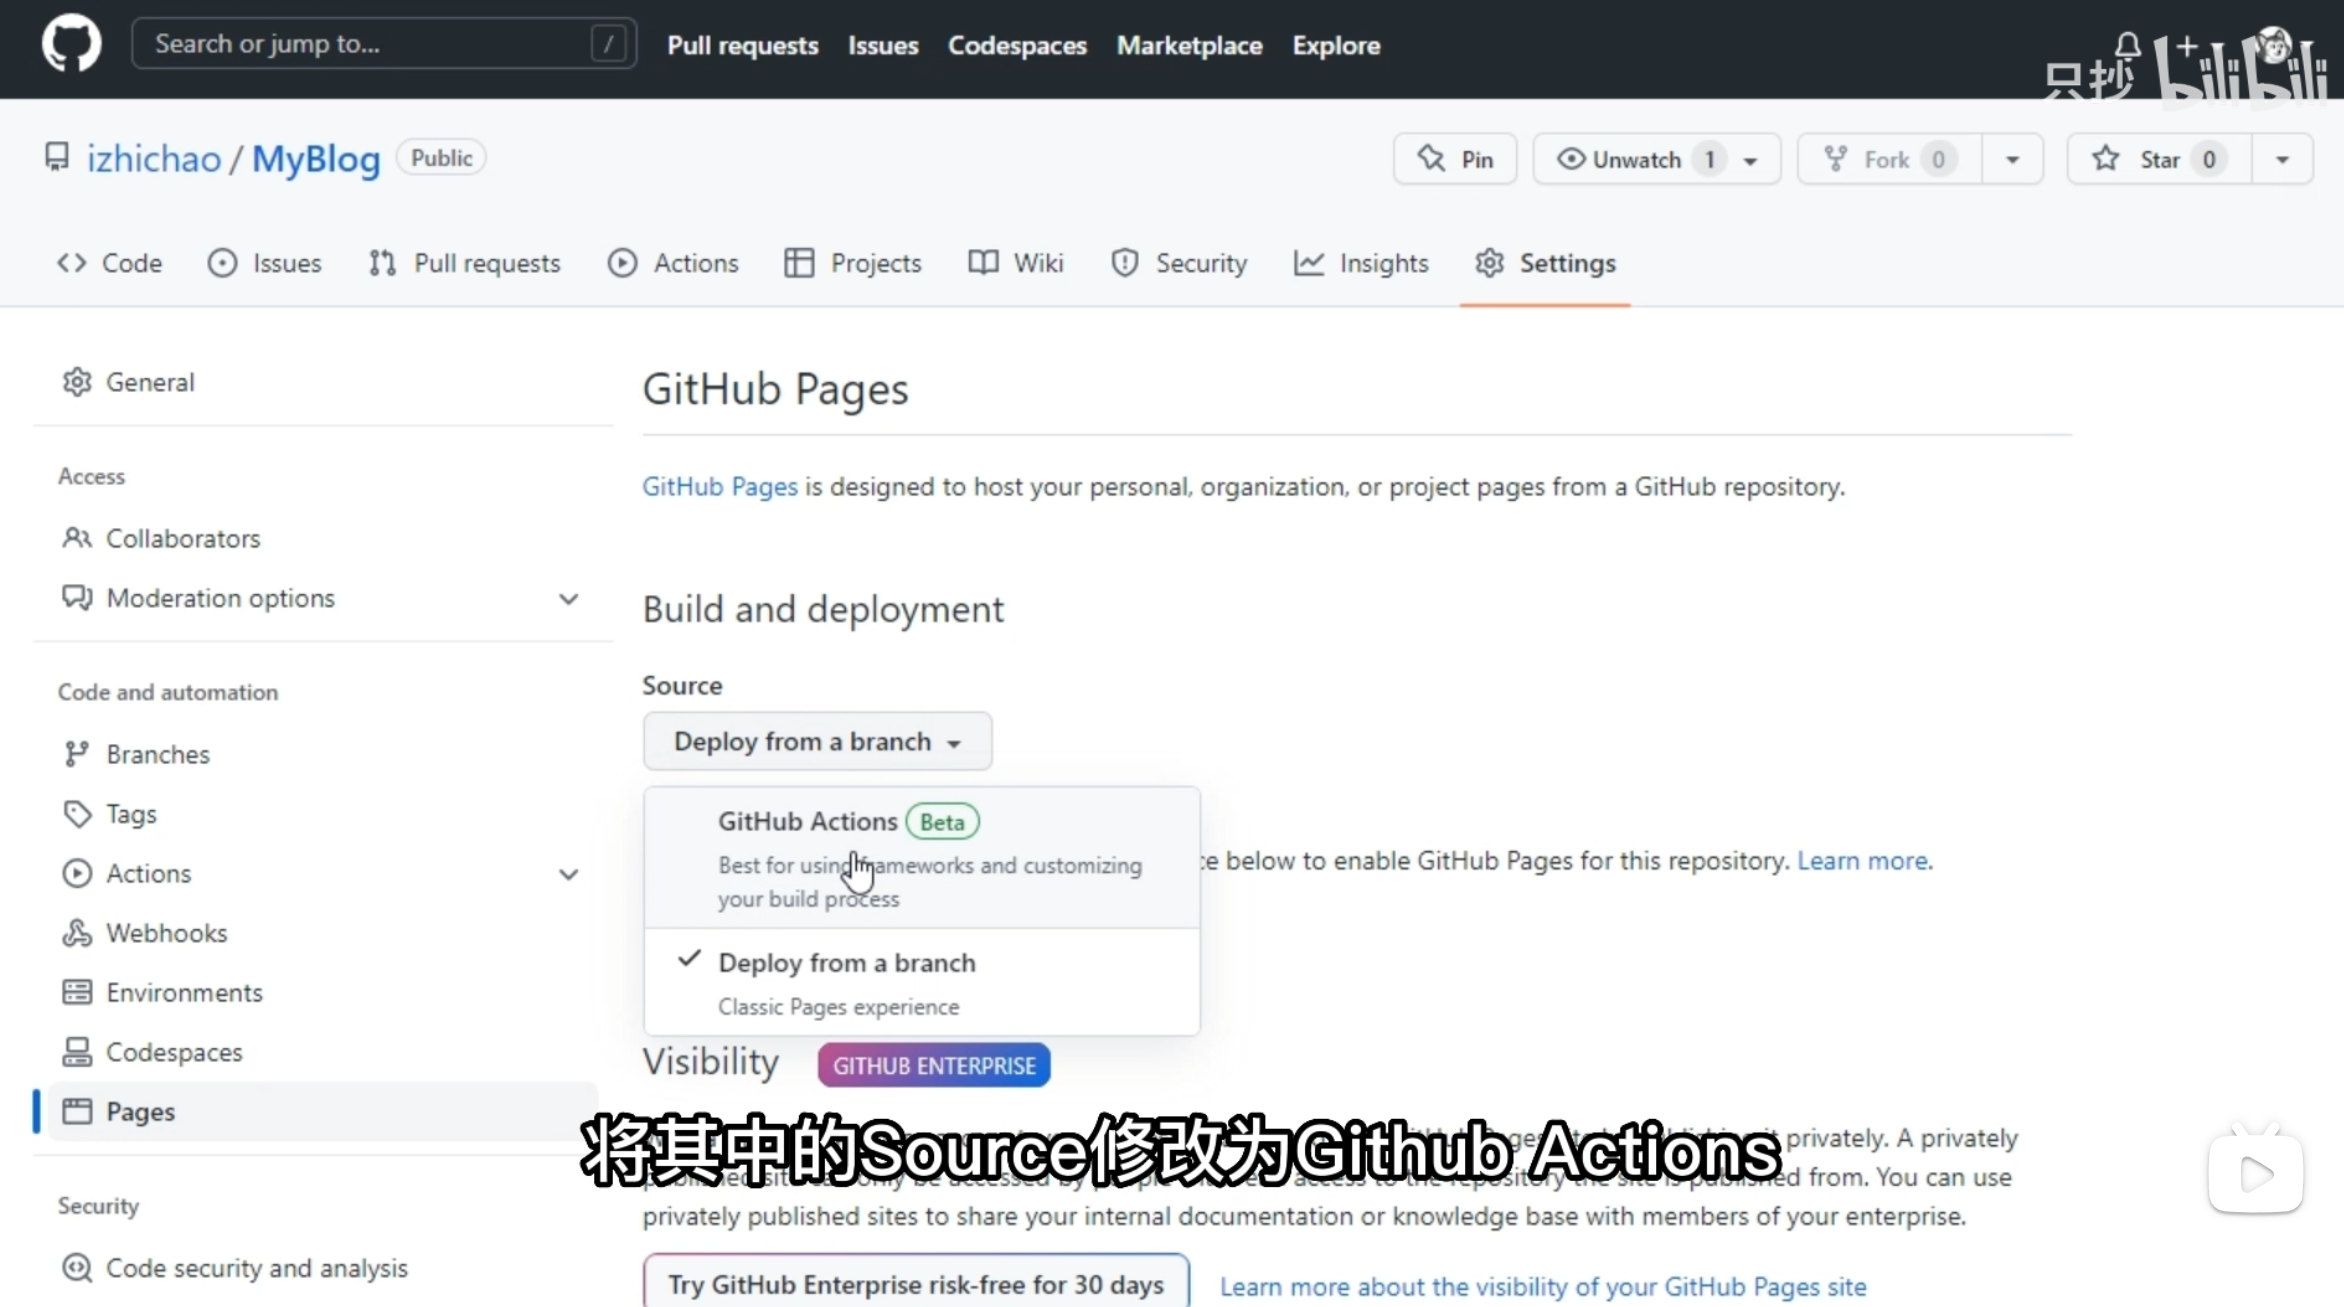 Search or jump to... /
Pull requests Issues Codespaces Marketplace Explore
只抄 bilibili
izhichao / MyBlog Public
Pin Unwatch 1 Fork 0 Star 0
Code Issues Pull requests Actions Projects Wiki Security Insights Settings
General
Access
Collaborators
Moderation options
Code and automation
Branches
Tags
Actions
Webhooks
Environments
Codespaces
Pages
Security
Code security and analysis
GitHub Pages
GitHub Pages is designed to host your personal, organization, or project pages from a GitHub repository.
Build and deployment
Source
Deploy from a branch
GitHub Actions Beta
Best for using frameworks and customizing
your build process
below to enable GitHub Pages for this repository. Learn more.
Deploy from a branch
Classic Pages experience
Visibility GITHUB ENTERPRISE
将其中的Source修改为Github Actions
privately. A privately
from. You can use
privately published sites to share your internal documentation or knowledge base with members of your enterprise.
Try GitHub Enterprise risk-free for 30 days Learn more about the visibility of your GitHub Pages site